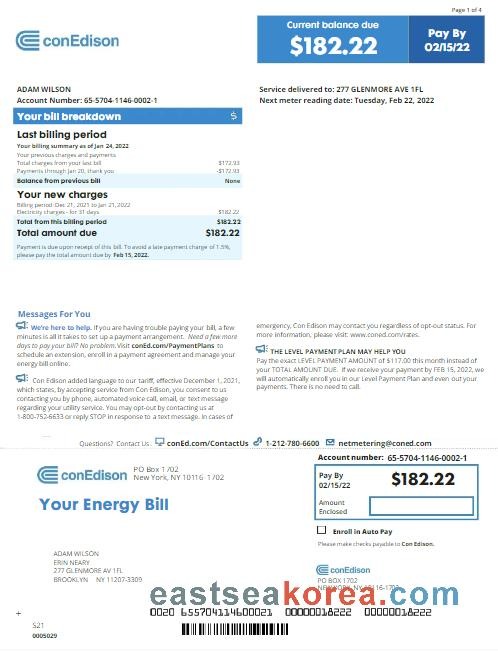 Page 1 of 4
conEdison
Current balance due
$182.22
Pay By
02/15/22
ADAM WILSON
Account Number: 65-5704-1146-0002-1
Service delivered to: 277 GLENMORE AVE 1FL
Next meter reading date: Tuesday, Feb 22, 2022
Your bill breakdown $
Last billing period
Your billing summary as of Jan 24, 2022
Your previous charges and payments
Total charges from your last bill $172.93
Payments through Jan 20, thank you -$172.93
Balance from previous bill None
Your new charges
Billing period: Dec 21, 2021 to Jan 21, 2022
Electricity charges - for 31 days $182.22
Total from this billing period $182.22
Total amount due $182.22
Payment is due upon receipt of this bill. To avoid a late payment charge of 1.5%,
please pay the total amount due by Feb 15, 2022.
Messages For You
We're here to help. If you are having trouble paying your bill, a few
minutes is all it takes to set up a payment arrangement. Need a few more
days to pay your bill? No problem. Visit conEd.com/PaymentPlans to
schedule an extension, enroll in a payment agreement and manage your
energy bill online.
Con Edison added language to our tariff, effective December 1, 2021,
which states, by accepting service from Con Edison, you consent to us
contacting you by phone, automated voice call, email, or text message
regarding your utility service. You may opt-out by contacting us at
1-800-752-6633 or reply STOP in response to a text message. In cases of
emergency, Con Edison may contact you regardless of opt-out status. For
more information, please visit: www.coned.com/rates.
THE LEVEL PAYMENT PLAN MAY HELP YOU
Pay the exact LEVEL PAYMENT AMOUNT of $117.00 this month instead of
your TOTAL AMOUNT DUE. If we receive your payment by FEB 15, 2022, we
will automatically enroll you in our Level Payment Plan and even out your
payments. There is no need to call.
Questions? Contact Us: conEd.com/ContactUs 1-212-780-6600 netmetering@coned.com
conEdison
PO Box 1702
New York, NY 10116-1702
Your Energy Bill
Account number: 65-5704-1146-0002-1
Pay By
02/15/22
$182.22
Amount
Enclosed
Enroll in Auto Pay
Please make checks payable to Con Edison.
ADAM WILSON
ERIN NEARY
277 GLENMORE AV 1FL
BROOKLYN NY 11207-3309
conEdison
PO BOX 1702
eastseakorea.com
0020 655704114600021 00000018222 00000018222
S21
0005029